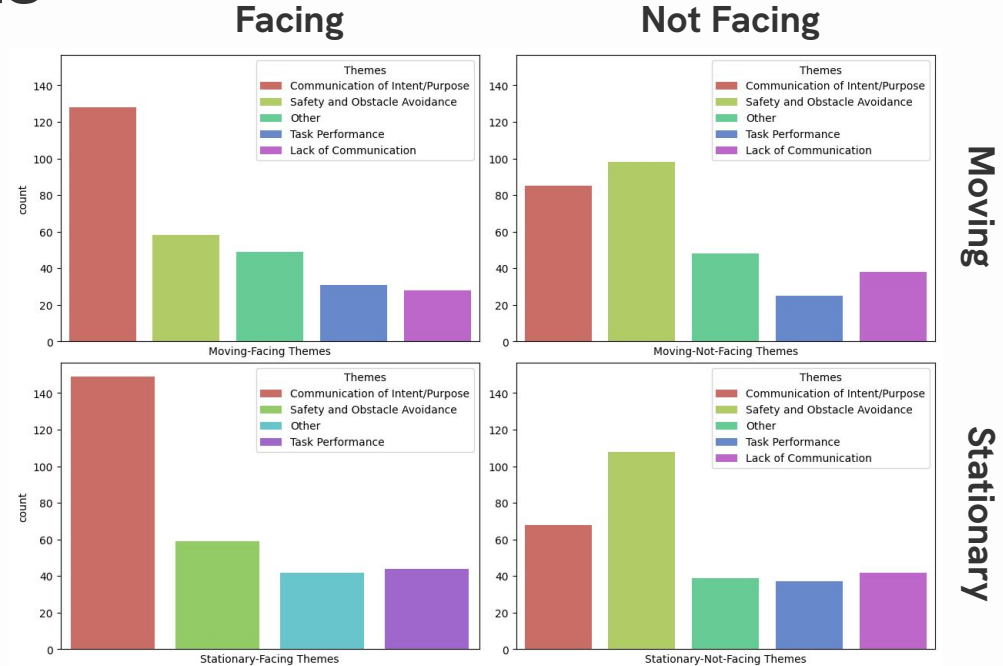 Facing
Not Facing
140
120
100
80
60
40
20
0
count
Themes
Communication of Intent/Purpose
Safety and Obstacle Avoidance
Other
Task Performance
Lack of Communication
Moving-Facing Themes
140
120
100
80
60
40
20
0
Themes
Communication of Intent/Purpose
Safety and Obstacle Avoidance
Other
Task Performance
Lack of Communication
Moving-Not-Facing Themes
Moving
140
120
100
80
60
40
20
0
count
Themes
Communication of Intent/Purpose
Safety and Obstacle Avoidance
Other
Task Performance
Stationary-Facing Themes
140
120
100
80
60
40
20
0
Themes
Communication of Intent/Purpose
Safety and Obstacle Avoidance
Other
Task Performance
Lack of Communication
Stationary-Not-Facing Themes
Stationary